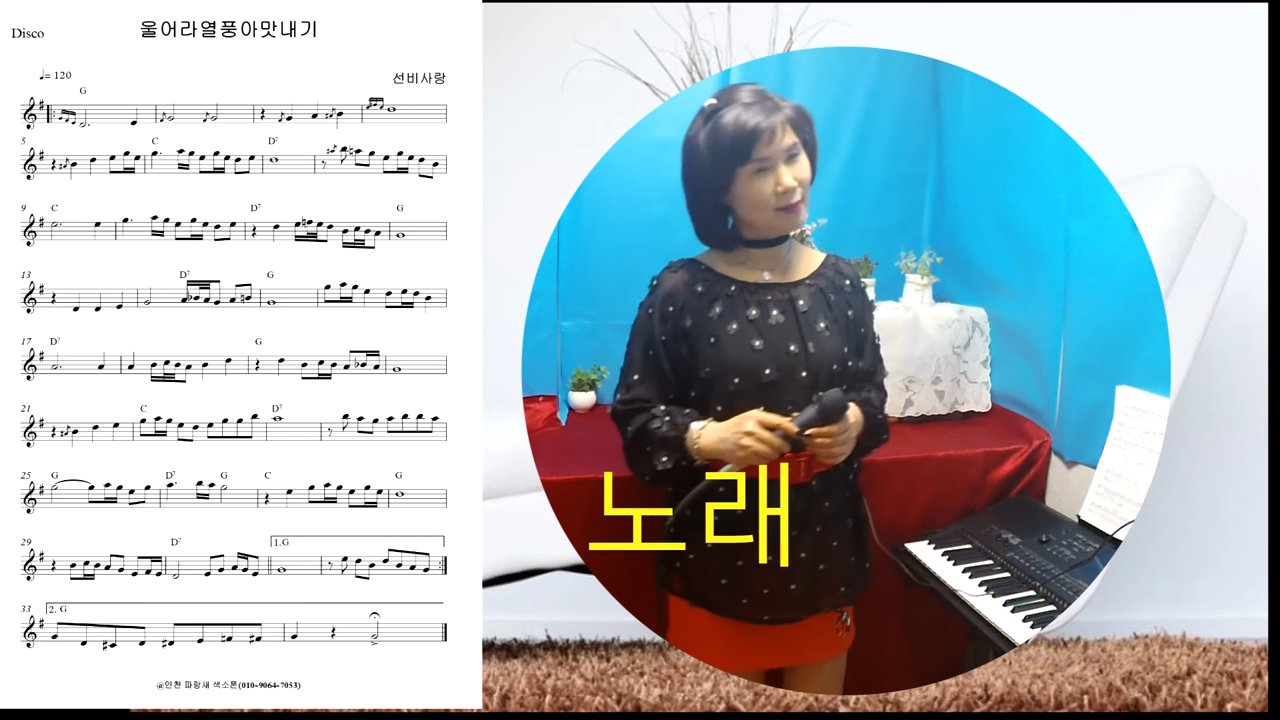 Disco
울어라열풍아맛내기
♩= 120
선비사랑
G
5
C
D7
9
C
D7
G
13
D7
G
17
D7
G
21
C
D7
25
G
D7
G
C
G
29
D7
1.G
33
2. G
@인천 파랑새 색소폰(010-9064-7053)
노래